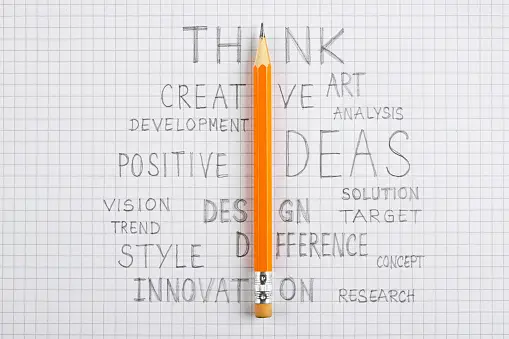 THINK
CREATIVE ART
ANALYSIS
DEVELOPMENT
POSITIVE IDEAS
VISION DESIGN SOLUTION
TREND TARGET
STYLE DIFFERENCE CONCEPT
INNOVATION RESEARCH